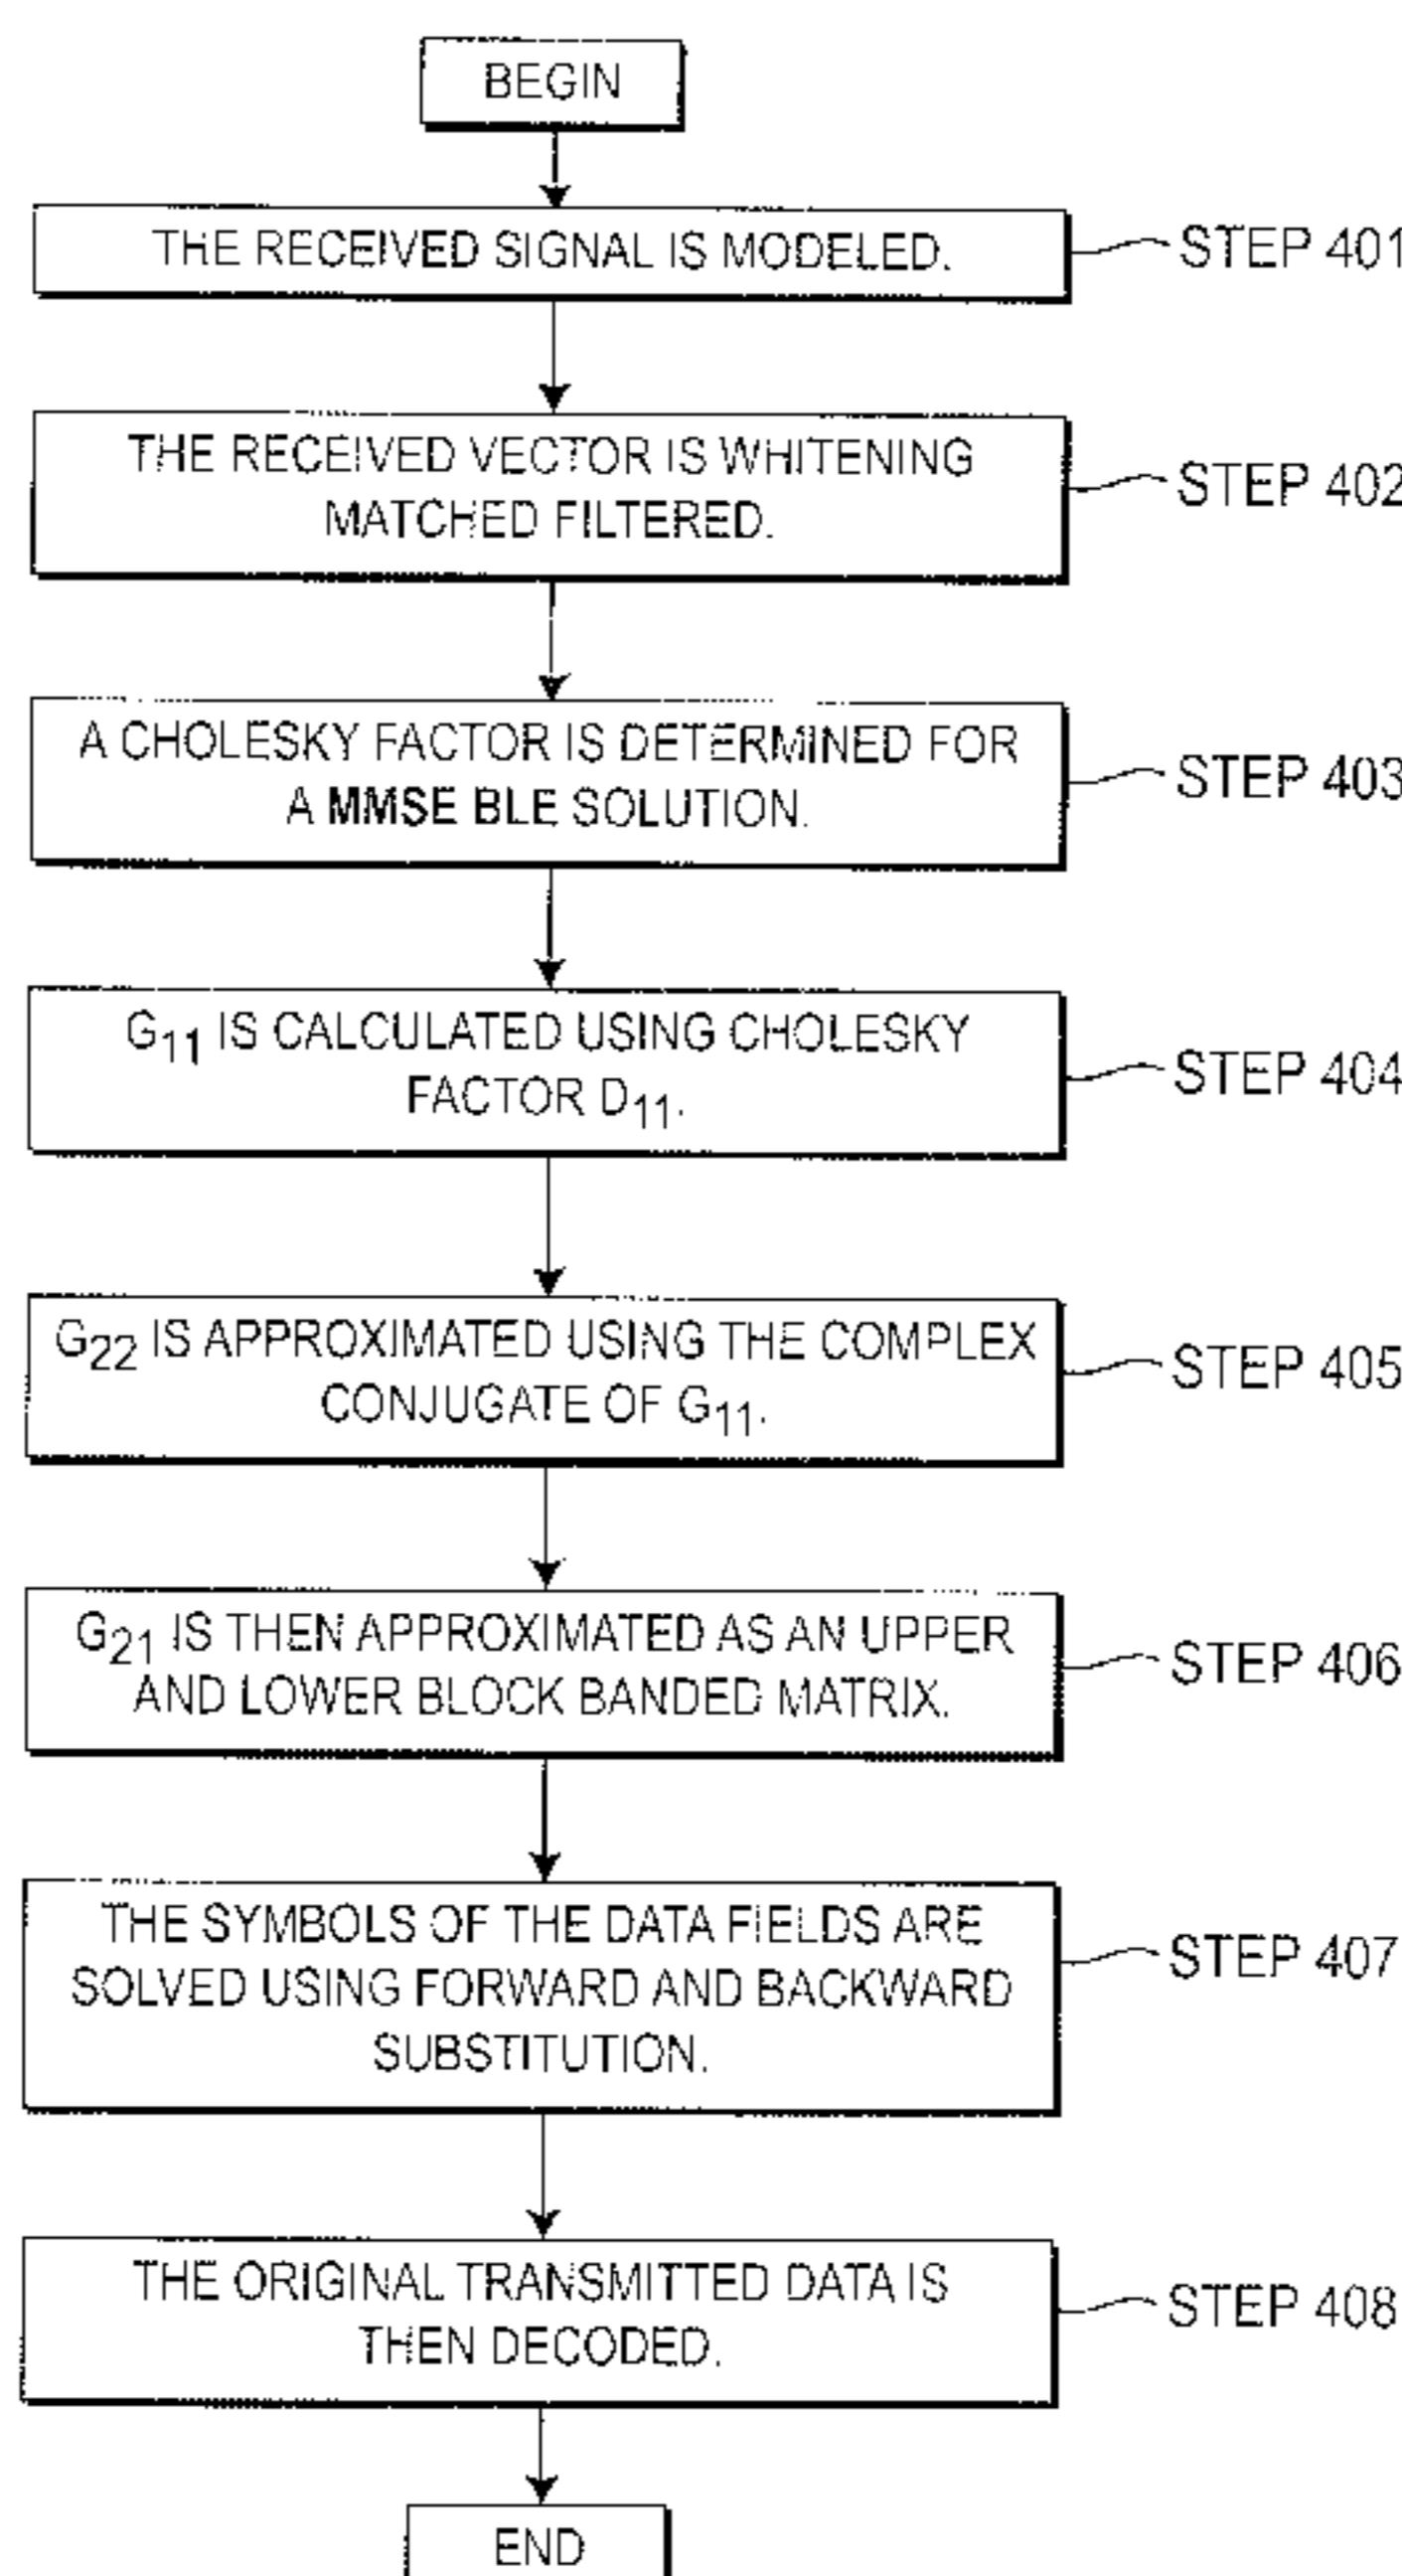 BEGIN
THE RECEIVED SIGNAL IS MODELED.
STEP 401
THE RECEIVED VECTOR IS WHITENING
MATCHED FILTERED.
STEP 402
A CHOLESKY FACTOR IS DETERMINED FOR
A MMSE BLE SOLUTION.
STEP 403
G11 IS CALCULATED USING CHOLESKY
FACTOR D11.
STEP 404
G22 IS APPROXIMATED USING THE COMPLEX
CONJUGATE OF G11.
STEP 405
G21 IS THEN APPROXIMATED AS AN UPPER
AND LOWER BLOCK BANDED MATRIX.
STEP 406
THE SYMBOLS OF THE DATA FIELDS ARE
SOLVED USING FORWARD AND BACKWARD
SUBSTITUTION.
STEP 407
THE ORIGINAL TRANSMITTED DATA IS
THEN DECODED.
STEP 408
END